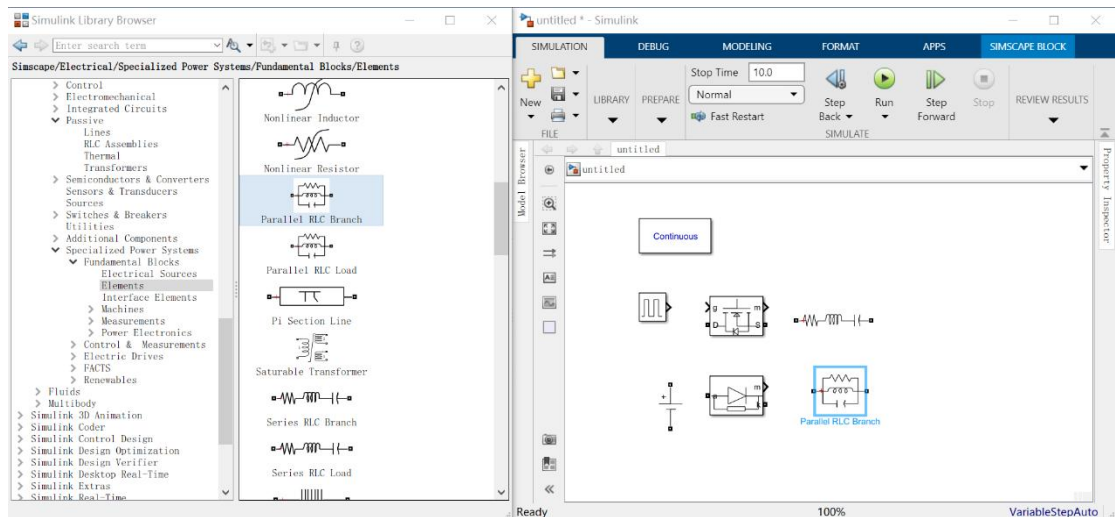 Simulink Library Browser
Enter search term
Simscape/Electrical/Specialized Power Systems/Fundamental Blocks/Elements
Control
Electromechanical
Integrated Circuits
Passive
Lines
RLC Assemblies
Thermal
Transformers
Semiconductors & Converters
Sensors & Transducers
Sources
Switches & Breakers
Utilities
Additional Components
Specialized Power Systems
Fundamental Blocks
Electrical Sources
Elements
Interface Elements
Machines
Measurements
Power Electronics
Control & Measurements
Electric Drives
FACTS
Renewables
Fluids
Multibody
Simulink 3D Animation
Simulink Coder
Simulink Control Design
Simulink Design Optimization
Simulink Design Verifier
Simulink Desktop Real-Time
Simulink Extras
Simulink Real-Time
Nonlinear Inductor
Nonlinear Resistor
Parallel RLC Branch
Parallel RLC Load
Pi Section Line
Saturable Transformer
Series RLC Branch
Series RLC Load
untitled * - Simulink
SIMULATION DEBUG MODELING FORMAT APPS SIMSCAPE BLOCK
New
FILE
LIBRARY
PREPARE
Stop Time 10.0
Normal
Fast Restart
Step Back
Run
Step Forward
Stop
SIMULATE
REVIEW RESULTS
untitled
untitled
Model Browser
Property Inspector
Continuous
g m
D S
+
m
a k
Parallel RLC Branch
Ready 100% VariableStepAuto